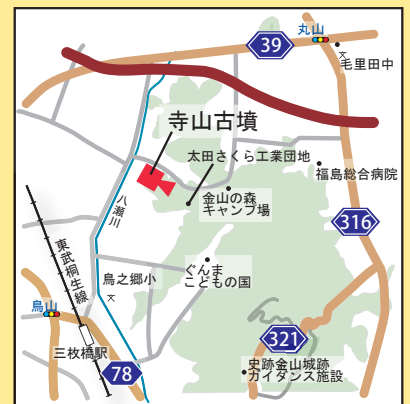 丸山
39
毛里田中
寺山古墳
太田さくら工業団地
福島総合病院
金山の森
キャンプ場
八瀬川
316
東武桐生線
鳥之郷小
ぐんま
こどもの国
鳥山
321
三枚橋駅
史跡金山城跡
ガイダンス施設
78